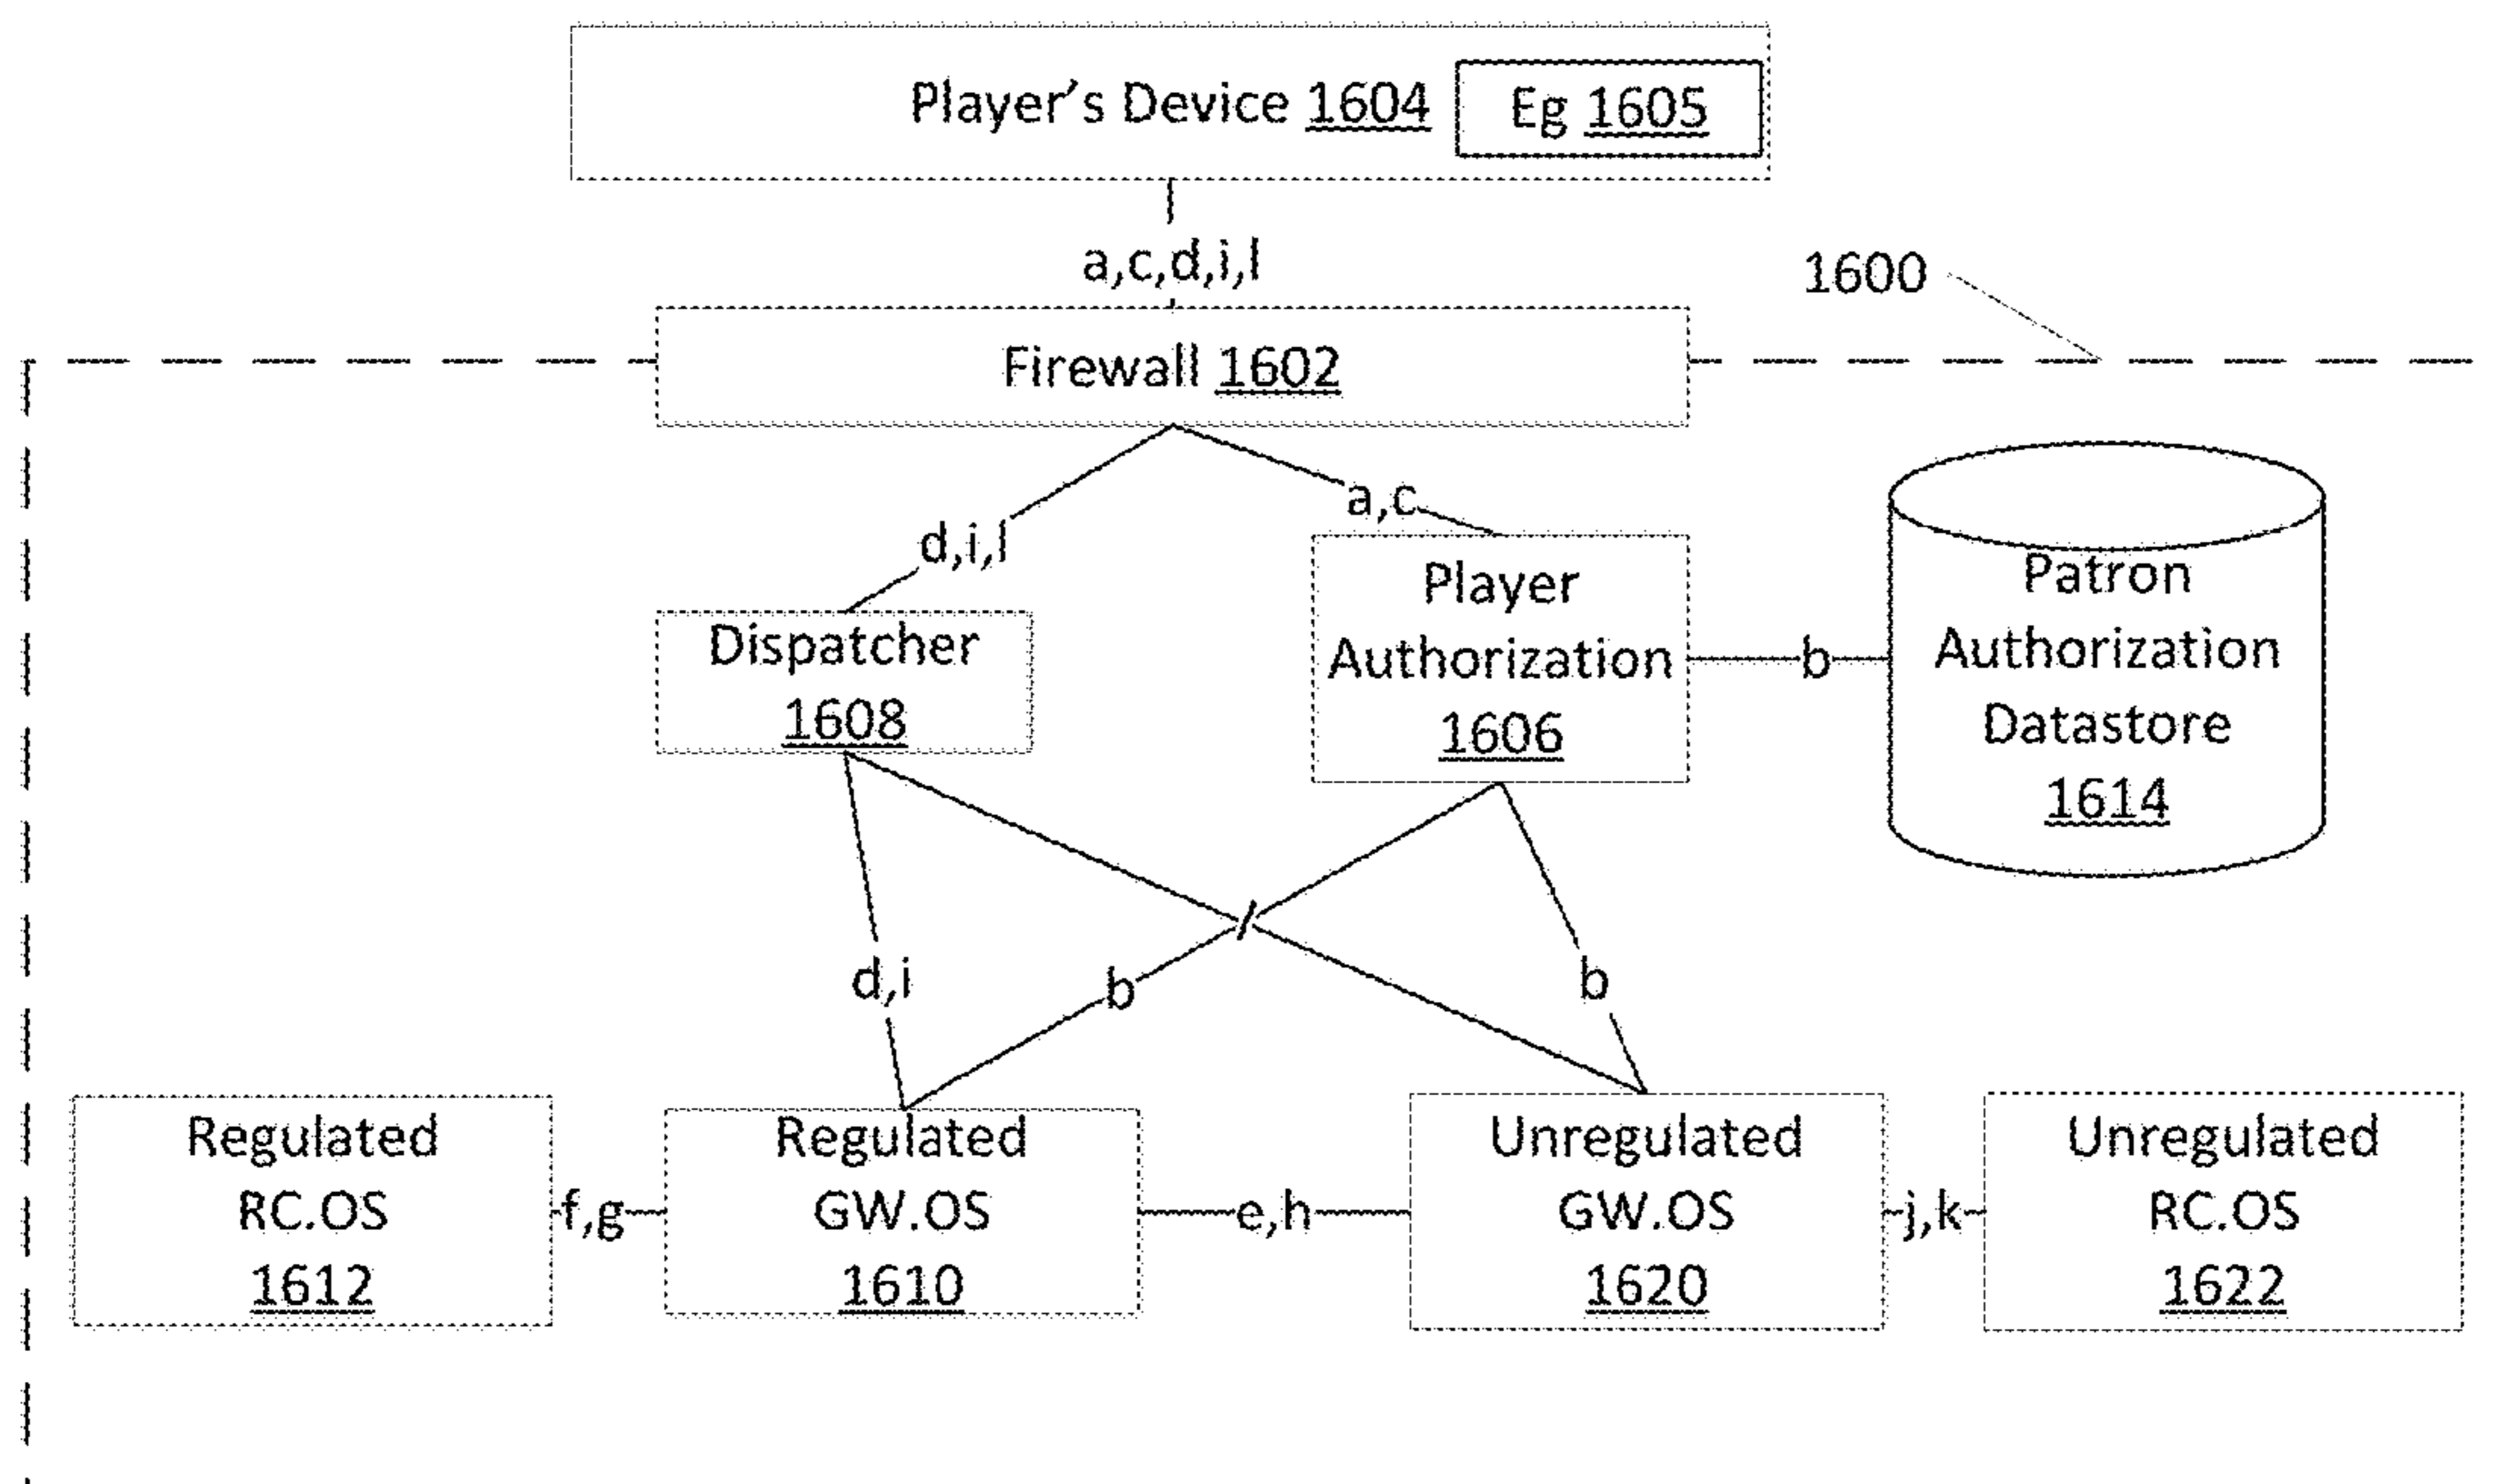 Player's Device 1604
Eg 1605
a,c,d,i,l
1600
Firewall 1602
a,c
d,i,l
Player
Authorization
1606
b
Patron
Authorization
Datastore
1614
Dispatcher
1608
l
d,i
b
b
Regulated
RC.OS
1612
f,g
Regulated
GW.OS
1610
e,h
Unregulated
GW.OS
1620
j,k
Unregulated
RC.OS
1622